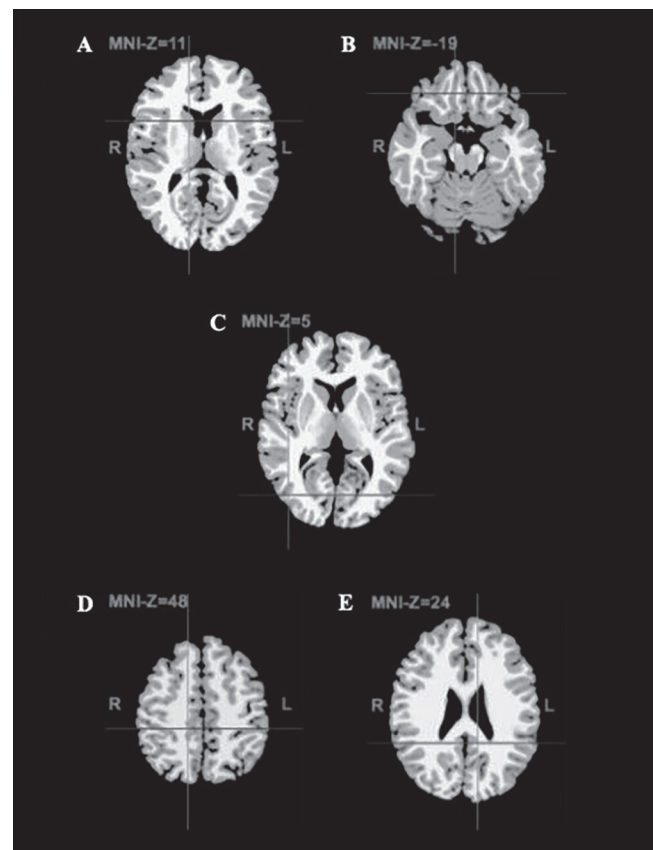 A MNI-Z=11
R L
B MNI-Z=-19
R L
C MNI-Z=5
R L
D MNI-Z=48
R L
E MNI-Z=24
R L